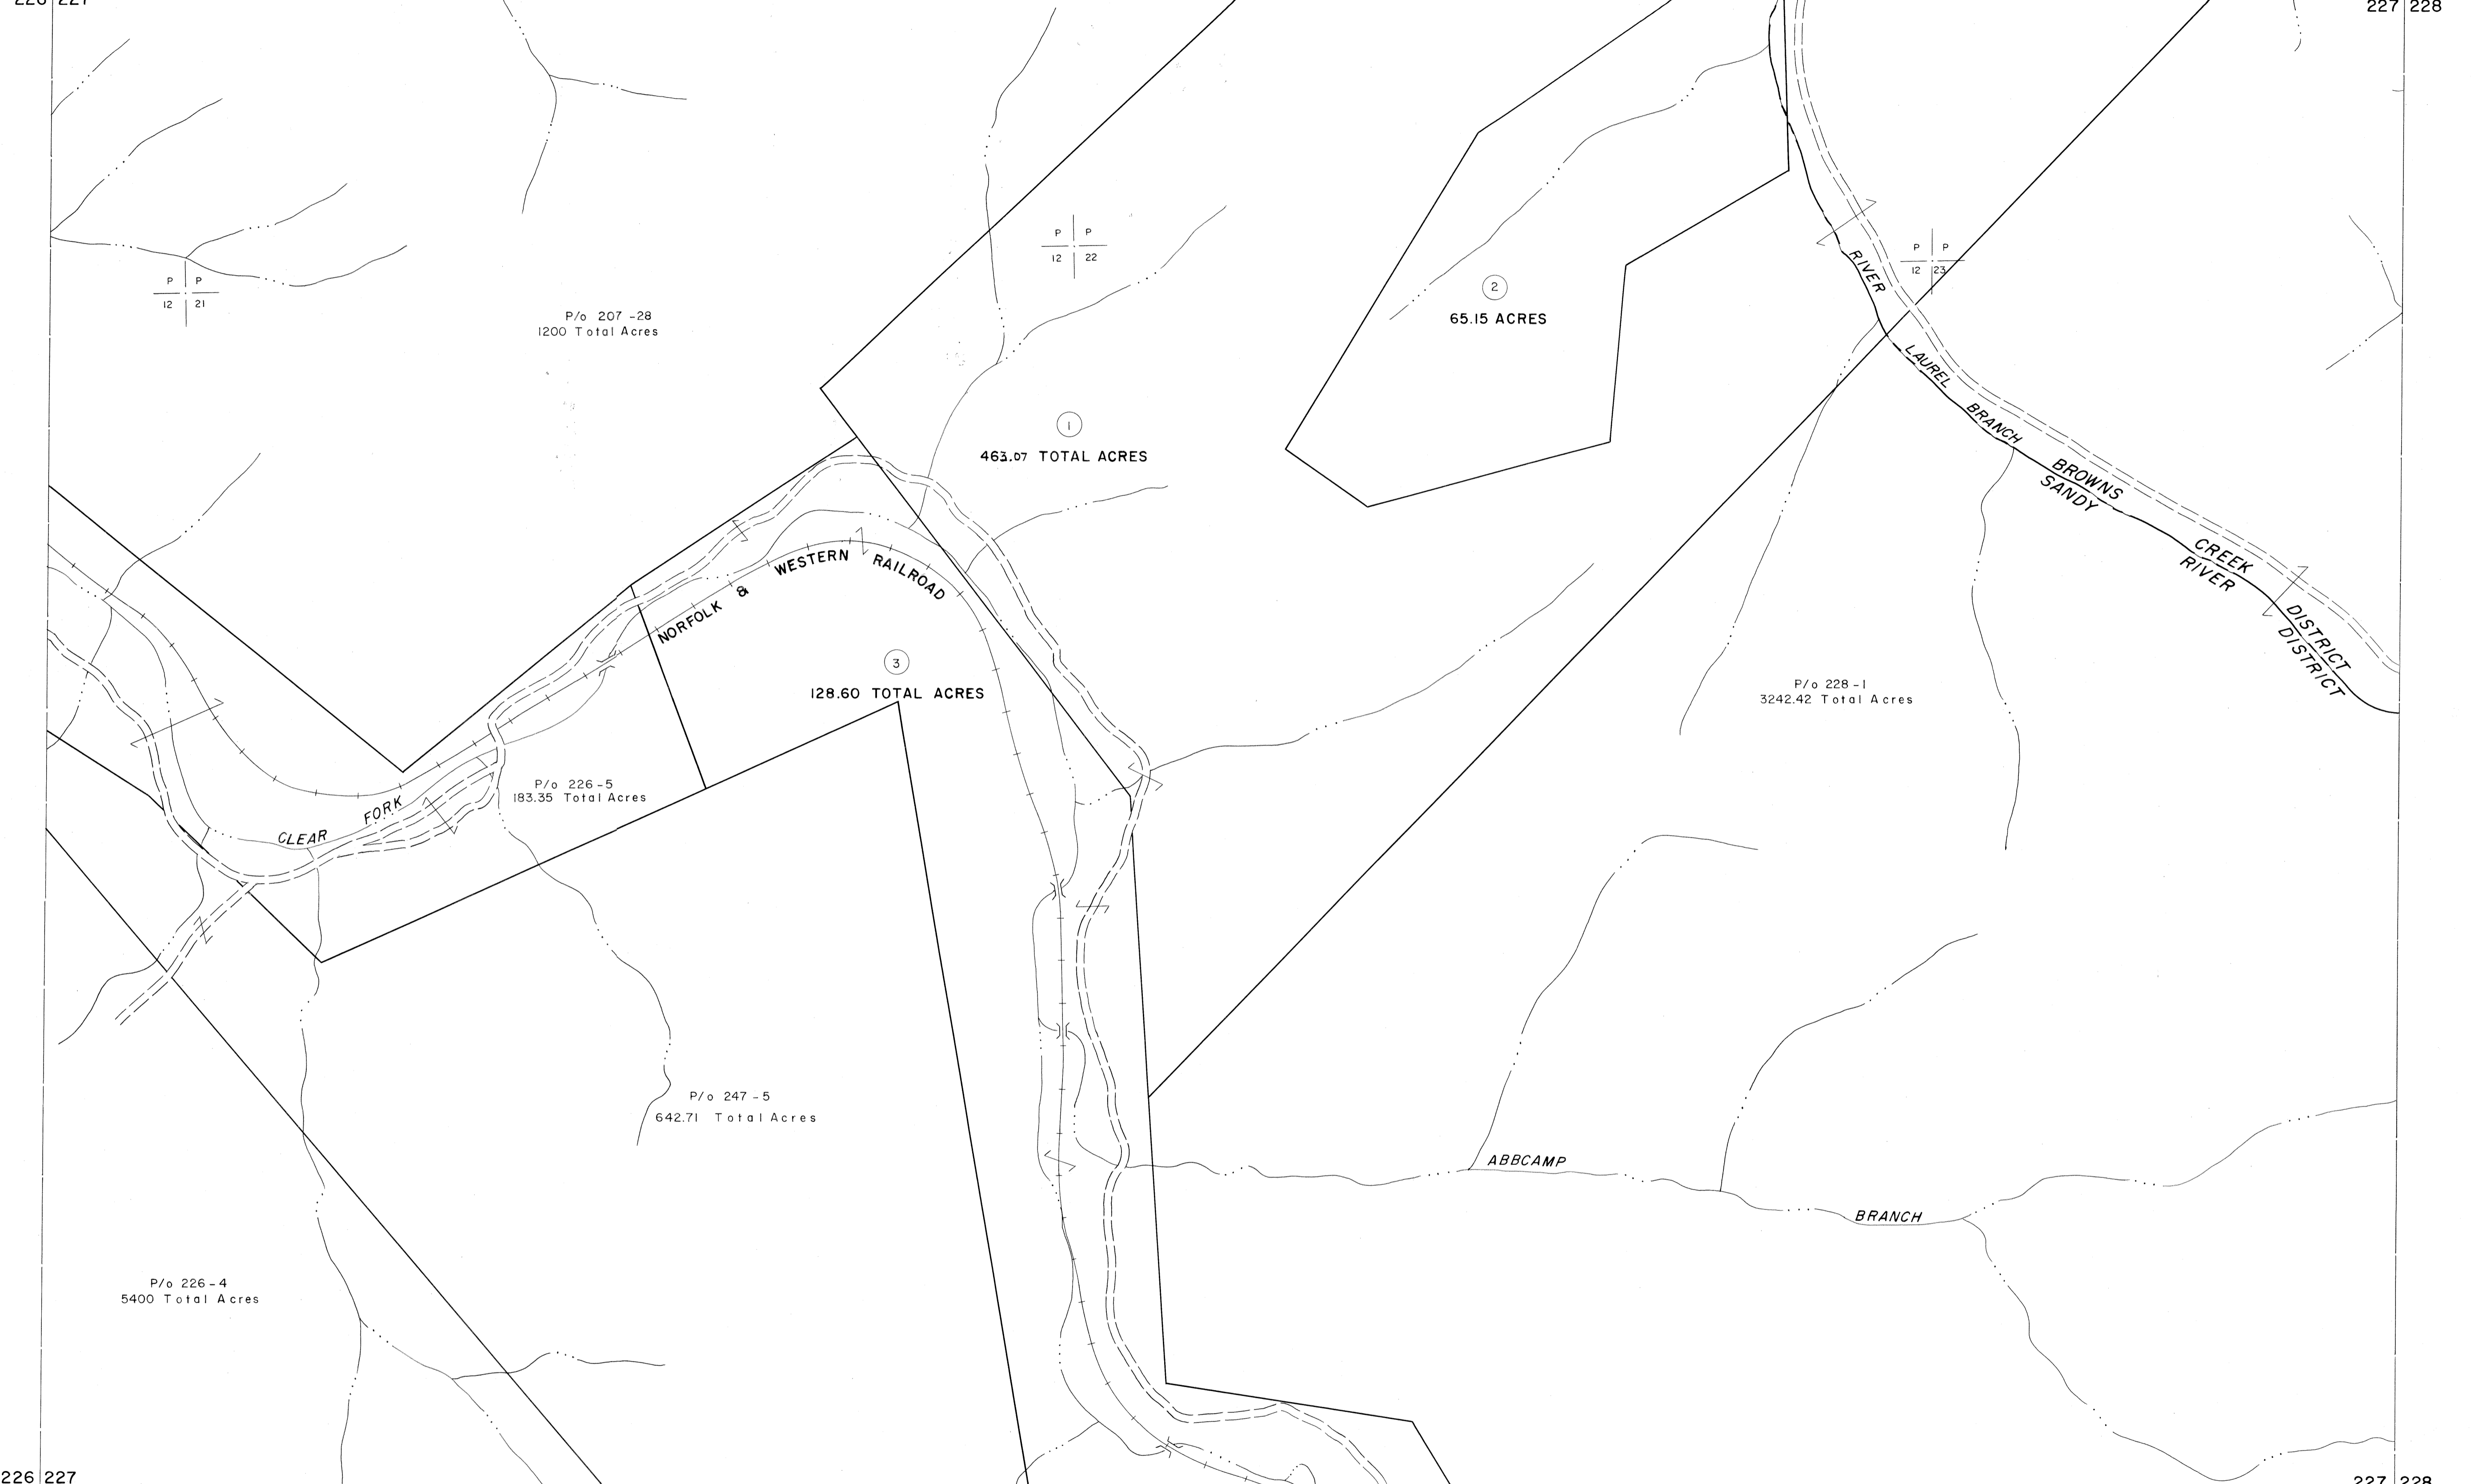 226 227
227 228
P P
12 22
P P
12 23
P P
12 21
RIVER
2
65.15 ACRES
P/o 207-28
1200 Total Acres
LAUREL
BRANCH
1
463.07 TOTAL ACRES
BROWNS
SANDY
CREEK
RIVER
DISTRICT
DISTRICT
NORFOLK & WESTERN RAILROAD
3
128.60 TOTAL ACRES
P/o 228-1
3242.42 Total Acres
P/o 226-5
183.35 Total Acres
CLEAR FORK
P/o 247-5
642.71 Total Acres
ABBCAMP
BRANCH
P/o 226-4
5400 Total Acres
226 227
227 228